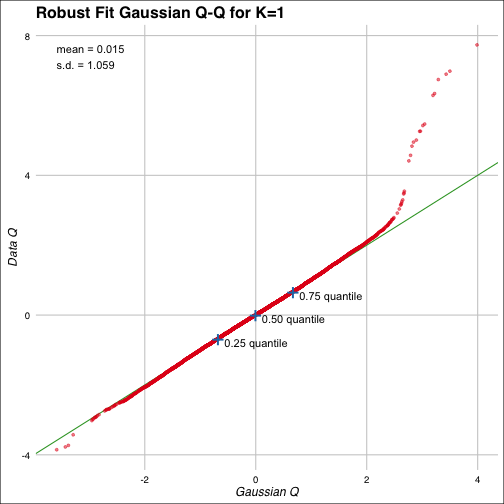 Robust Fit Gaussian Q-Q for K=1
mean = 0.015
s.d. = 1.059
8
4
0
-4
Data Q
0.75 quantile
0.50 quantile
0.25 quantile
-2
0
2
4
Gaussian Q